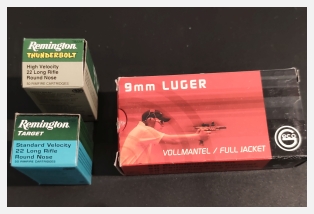 Remington
THUNDERBOLT
High Velocity
22 Long Rifle
Round Nose
Remington
TARGET
Standard Velocity
22 Long Rifle
Round Nose
9mm LUGER
GECO
VOLLMANTEL / FULL JACKET